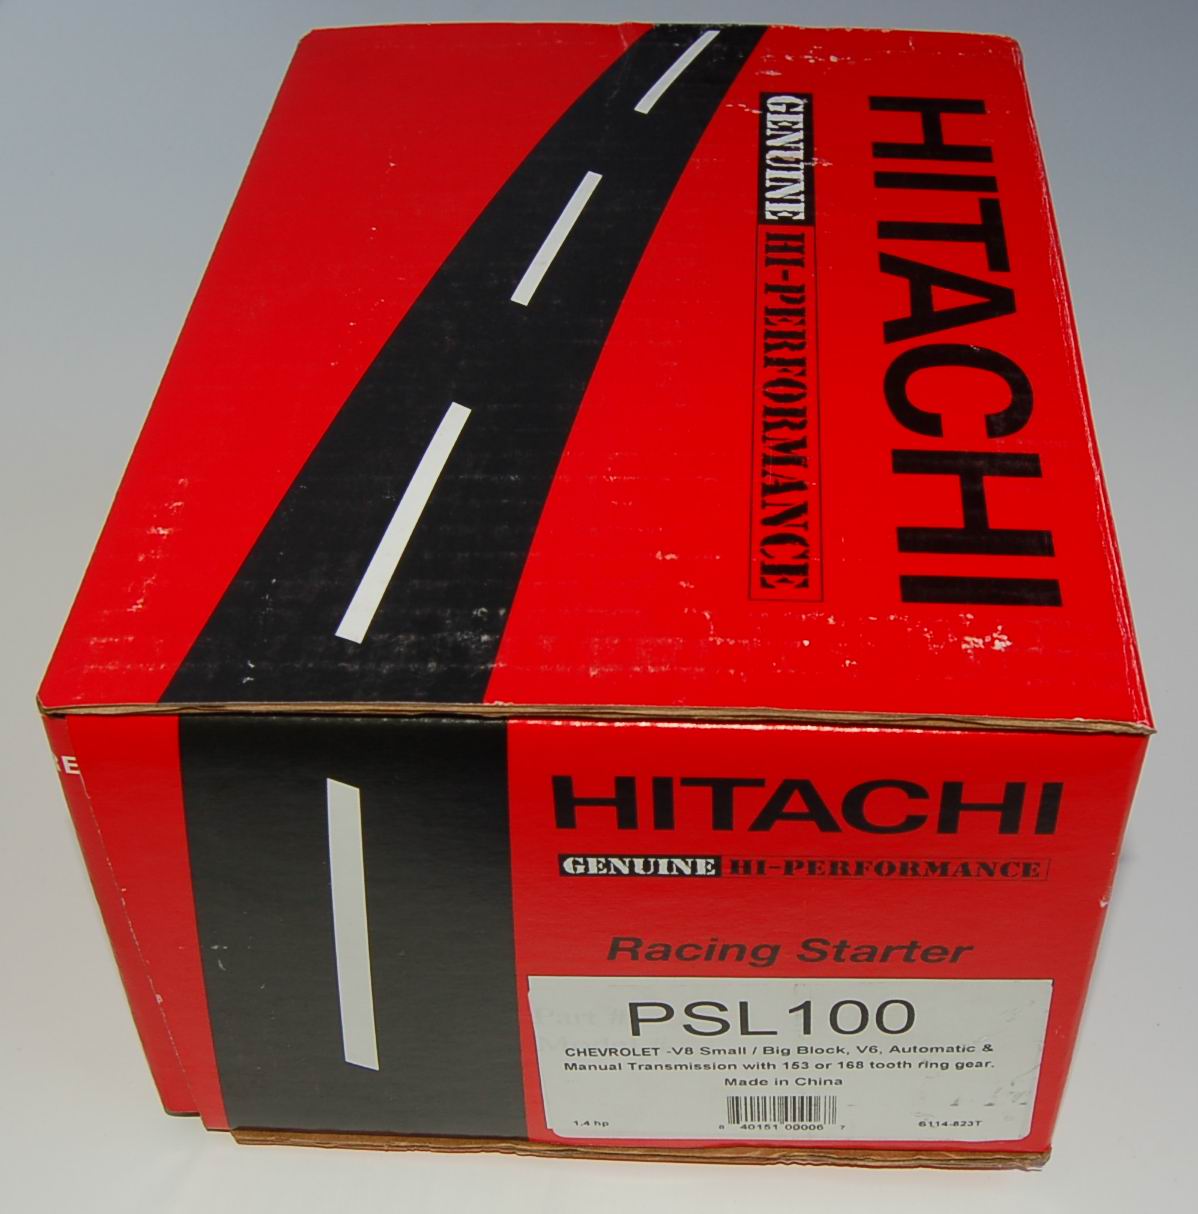 HITACHI
GENUINE HI-PERFORMANCE
HITACHI
GENUINE HI-PERFORMANCE
Racing Starter
PSL100
CHEVROLET -V8 Small / Big Block, V6, Automatic &
Manual Transmission with 153 or 168 tooth ring gear.
Made in China
1.4 hp
8 40151 00006 7
S114-823T